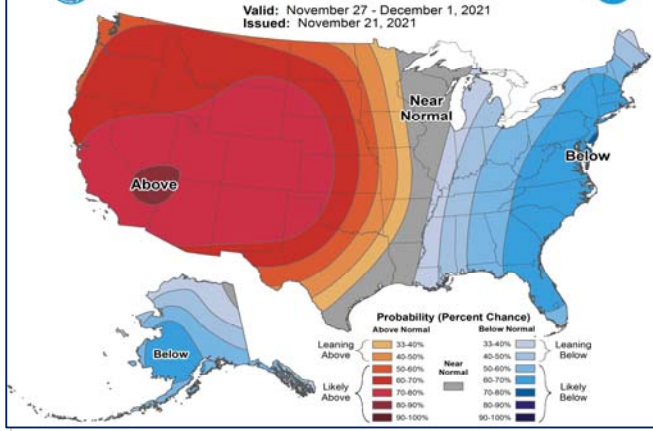 Valid: November 27 - December 1, 2021
Issued: November 21, 2021
Near
Normal
Above
Below
Below
Probability (Percent Chance)
Above Normal
Below Normal
Leaning
Above
Likely
Above
33-40%
40-50%
50-60%
60-70%
70-80%
80-90%
90-100%
Near
Normal
33-40%
40-50%
50-60%
60-70%
70-80%
80-90%
90-100%
Leaning
Below
Likely
Below